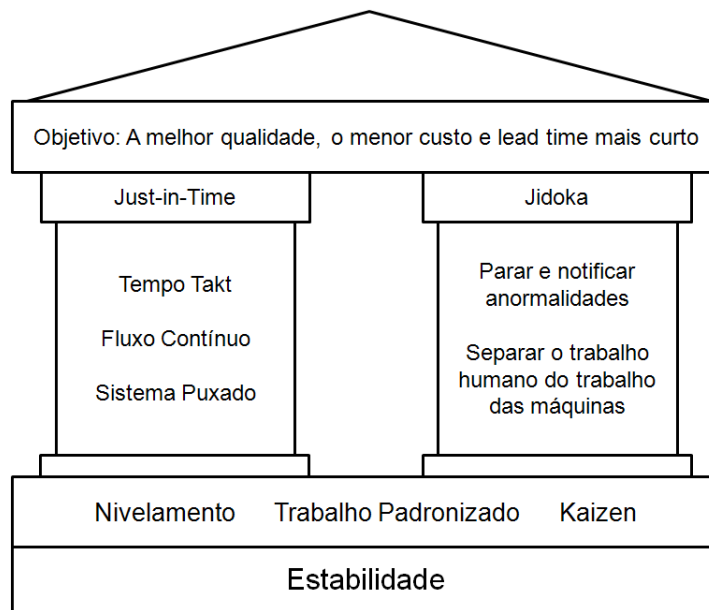 Objetivo: A melhor qualidade, o menor custo e lead time mais curto
Just-in-Time
Tempo Takt
Fluxo Contínuo
Sistema Puxado
Jidoka
Parar e notificar
anormalidades
Separar o trabalho
humano do trabalho
das máquinas
Nivelamento Trabalho Padronizado Kaizen
Estabilidade